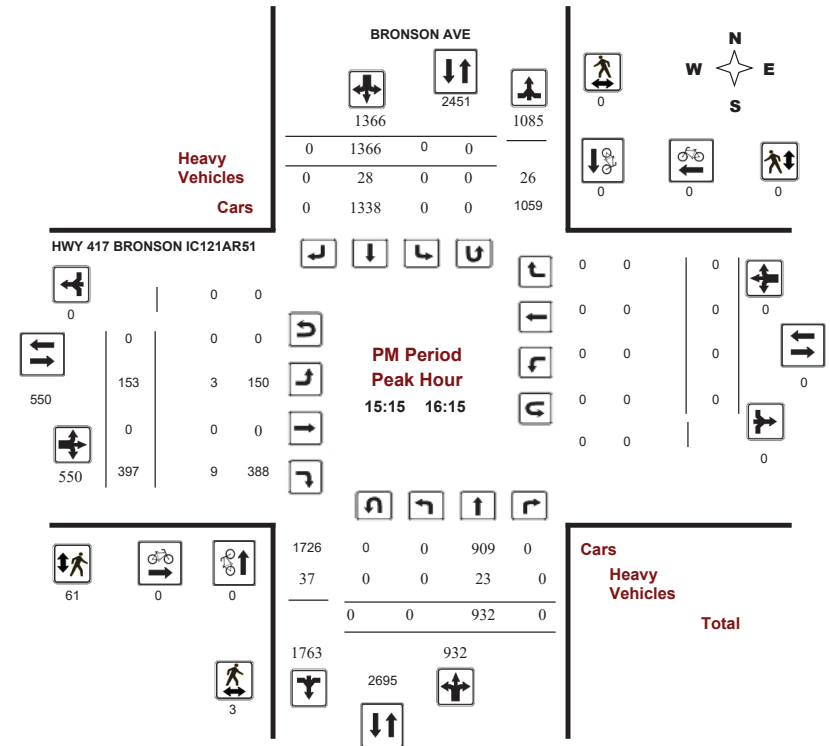 BRONSON AVE
N
W E
S
2451
0
1366 1085
0 1366 0 0
Heavy
Vehicles
0 28 0 0 26
Cars
0 1338 0 0 1059
0 0 0
HWY 417 BRONSON IC121AR51
0
0 0
0 0 0
550
153 3 150
0 0 0
550
397 9 388
PM Period
Peak Hour
15:15 16:15
0 0 0
0 0 0 0
0 0 0
0
0 0 0
0 0
0
1726 0 0 909 0
Cars
37 0 0 23 0
Heavy
Vehicles
0 0 932 0
Total
61 0 0
1763 932
2695
3